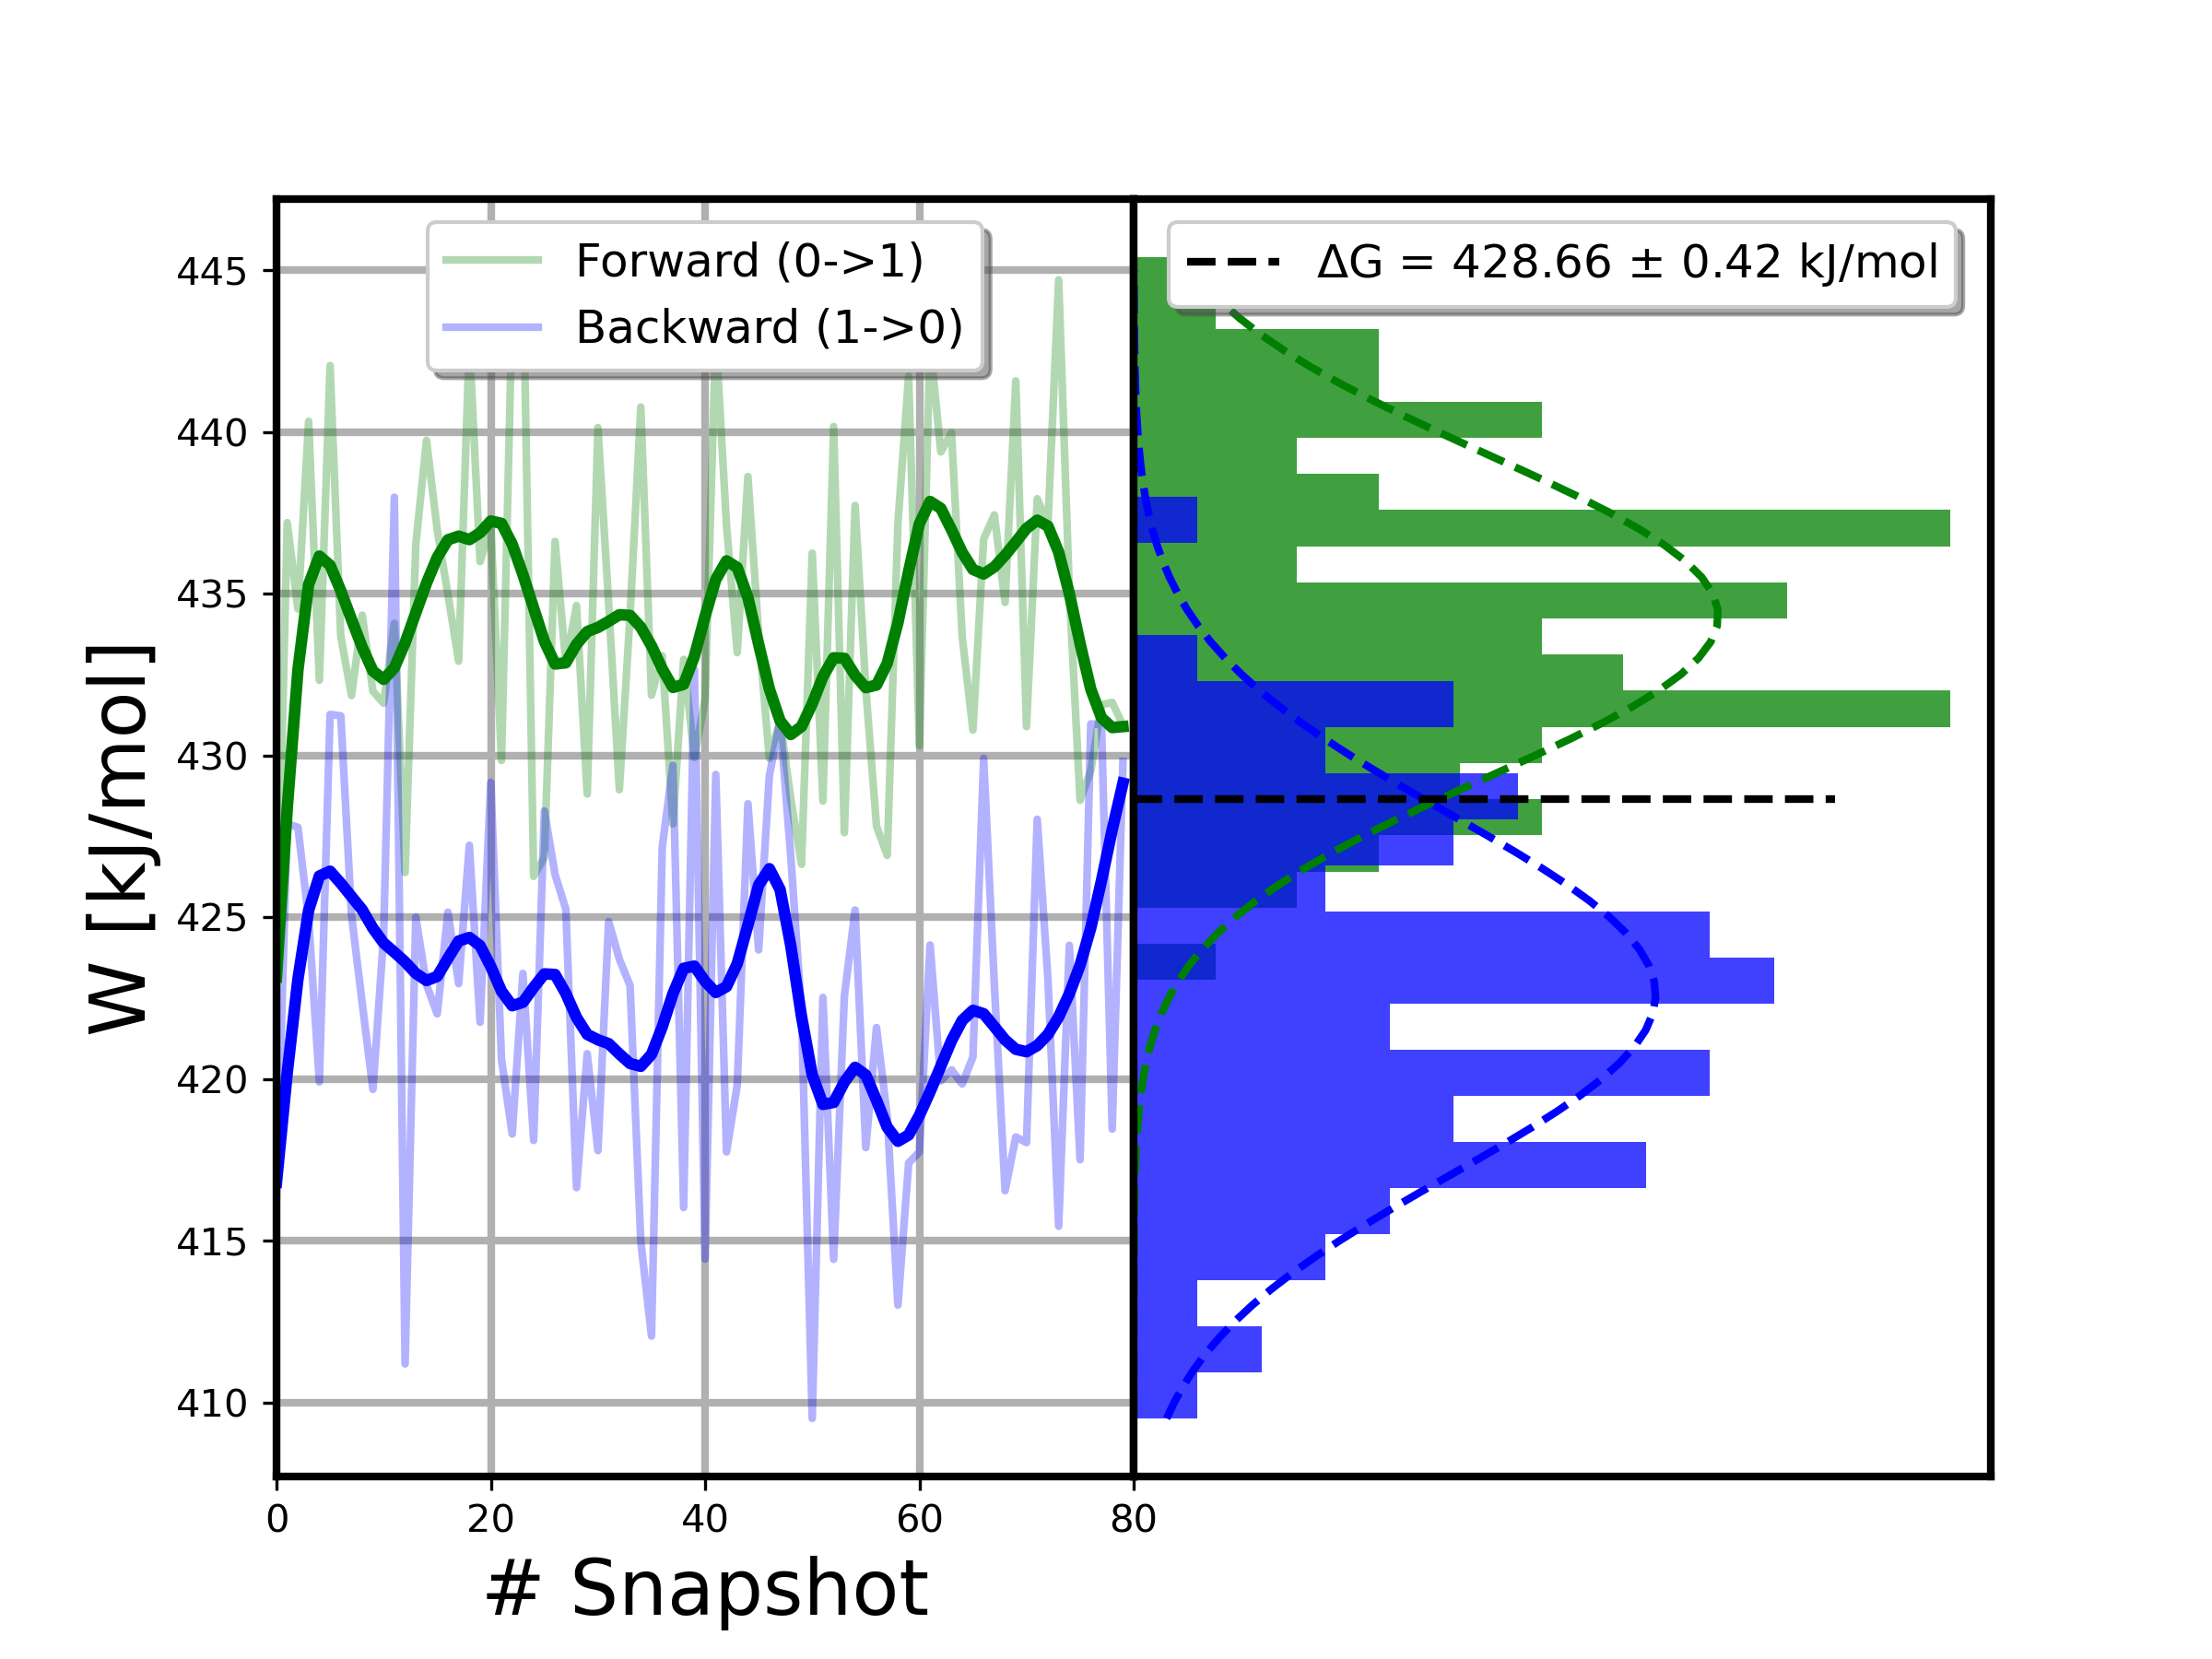 Forward (0->1)
Backward (1->0)
ΔG = 428.66 ± 0.42 kJ/mol
445
440
435
430
425
420
415
410
W [kJ/mol]
0 20 40 60 80
# Snapshot